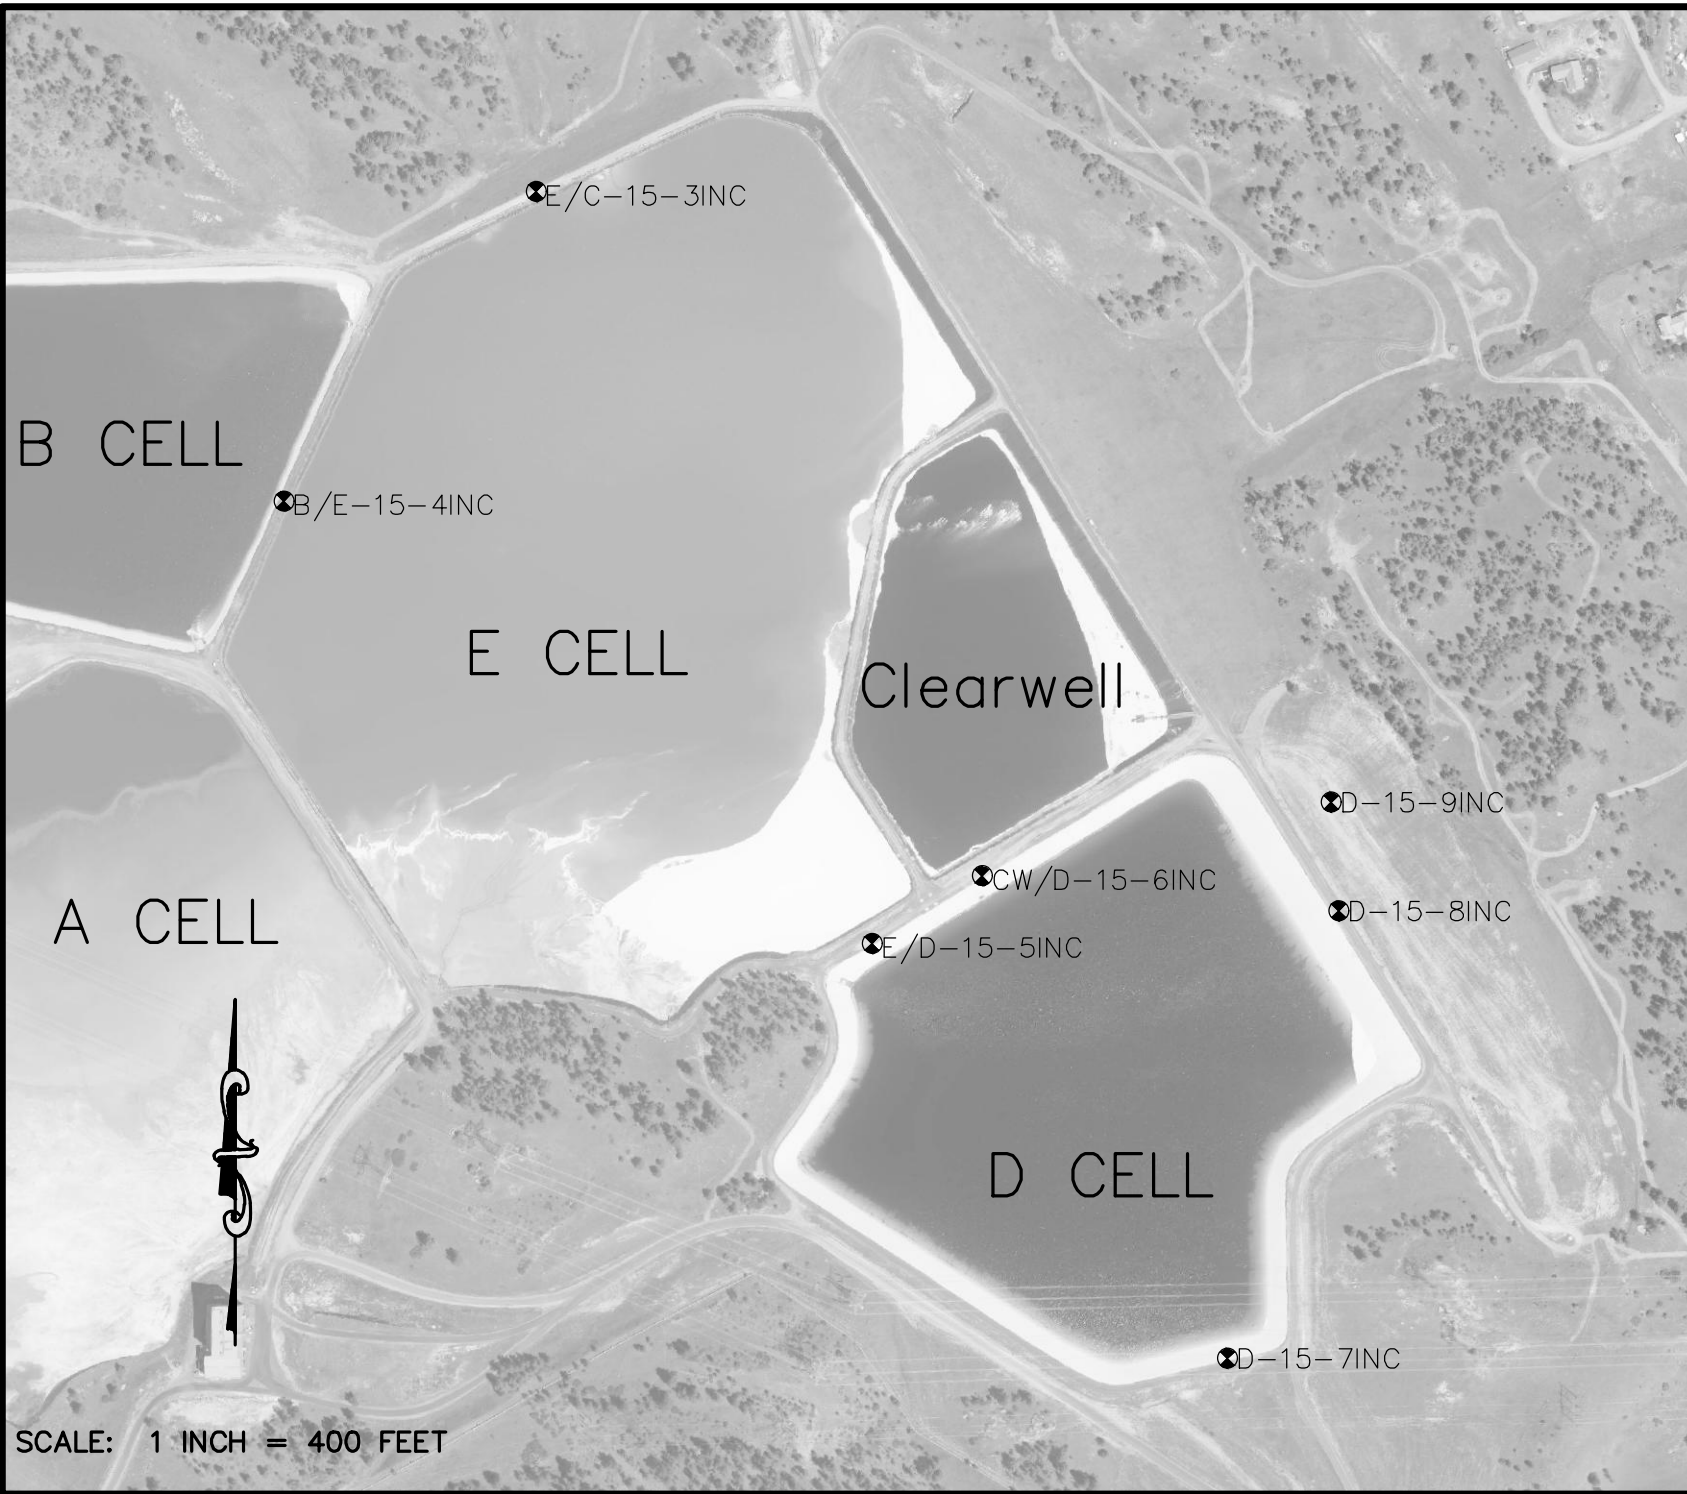 E/C-15-3INC
B CELL
B/E-15-4INC
E CELL
Clearwell
D-15-9INC
CW/D-15-6INC
D-15-8INC
A CELL
E/D-15-5INC
D CELL
D-15-7INC
SCALE: 1 INCH = 400 FEET